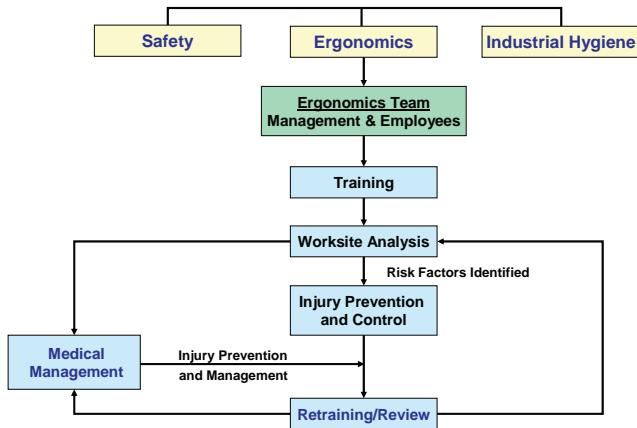 Safety
Ergonomics
Industrial Hygiene
Ergonomics Team
Management & Employees
Training
Worksite Analysis
Risk Factors Identified
Injury Prevention
and Control
Medical
Management
Injury Prevention
and Management
Retraining/Review